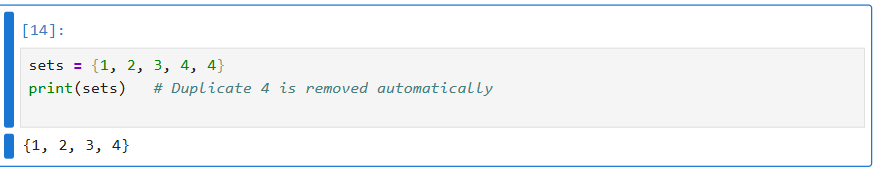 [14]:
sets = {1, 2, 3, 4, 4}
print(sets)   # Duplicate 4 is removed automatically
{1, 2, 3, 4}